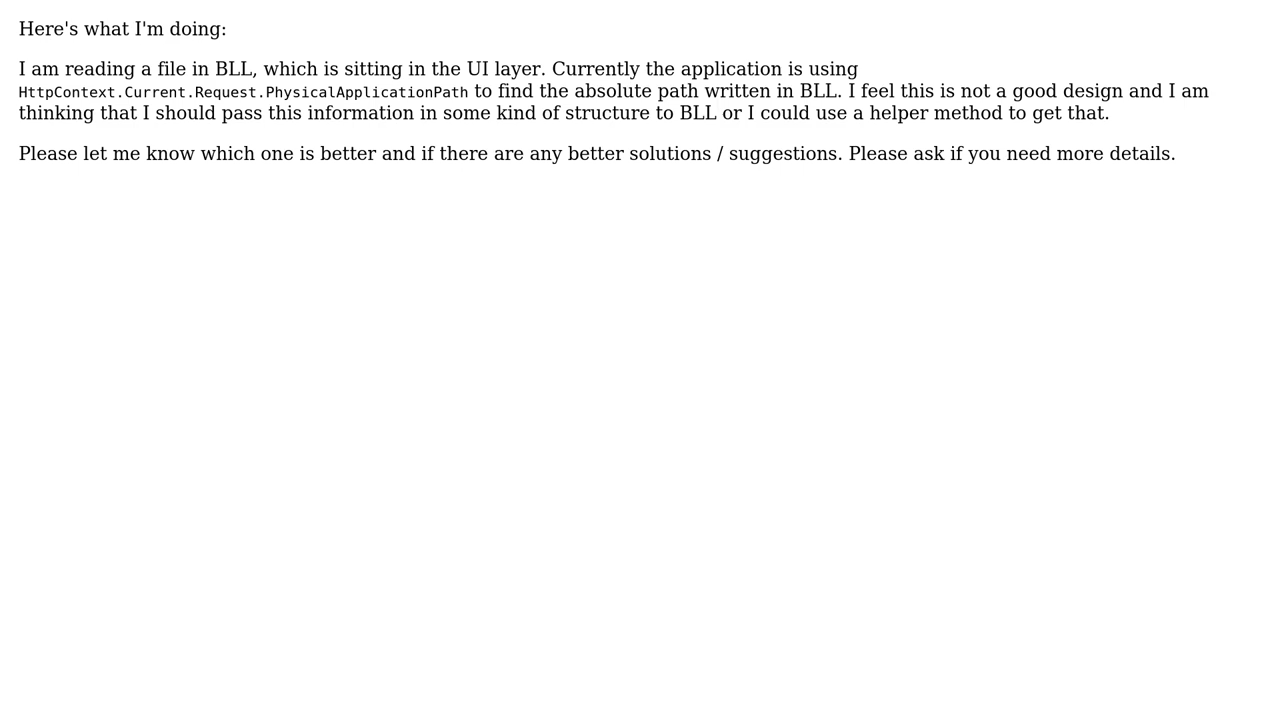 Here's what I'm doing:
I am reading a file in BLL, which is sitting in the UI layer. Currently the application is using
HttpContext.Current.Request.PhysicalApplicationPath to find the absolute path written in BLL. I feel this is not a good design and I am
thinking that I should pass this information in some kind of structure to BLL or I could use a helper method to get that.
Please let me know which one is better and if there are any better solutions / suggestions. Please ask if you need more details.